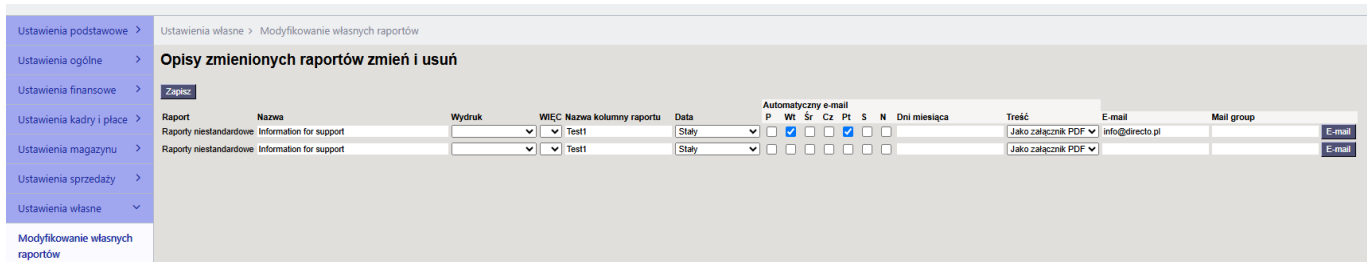 Ustawienia podstawowe
Ustawienia własne > Modyfikowanie własnych raportów
Ustawienia ogólne
Opisy zmienionych raportów zmień i usuń
Ustawienia finansowe
Zapisz
Ustawienia kadry i płace
Automatyczny e-mail
Raport Nazwa Wydruk WIĘC Nazwa kolumny raportu Data P Wt Śr Cz Pt S N Dni miesiąca Treść E-mail Mail group
Raporty niestandardowe Information for support Test1 Stały Jako załącznik PDF info@directo.pl E-mail
Raporty niestandardowe Information for support Test1 Stały Jako załącznik PDF E-mail
Ustawienia magazynu
Ustawienia sprzedaży
Ustawienia własne
Modyfikowanie własnych
raportów